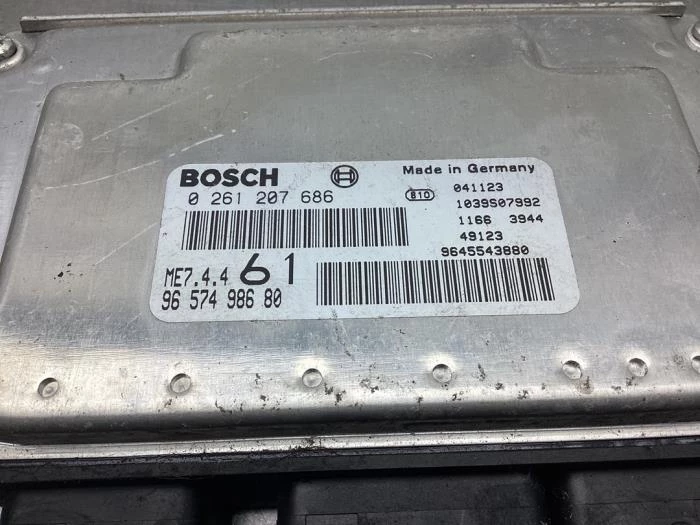 BOSCH
Made in Germany
0 261 207 686
B10
041123
1039S07992
1166 3944
49123
9645543880
ME7.4.4 61
96 574 986 80